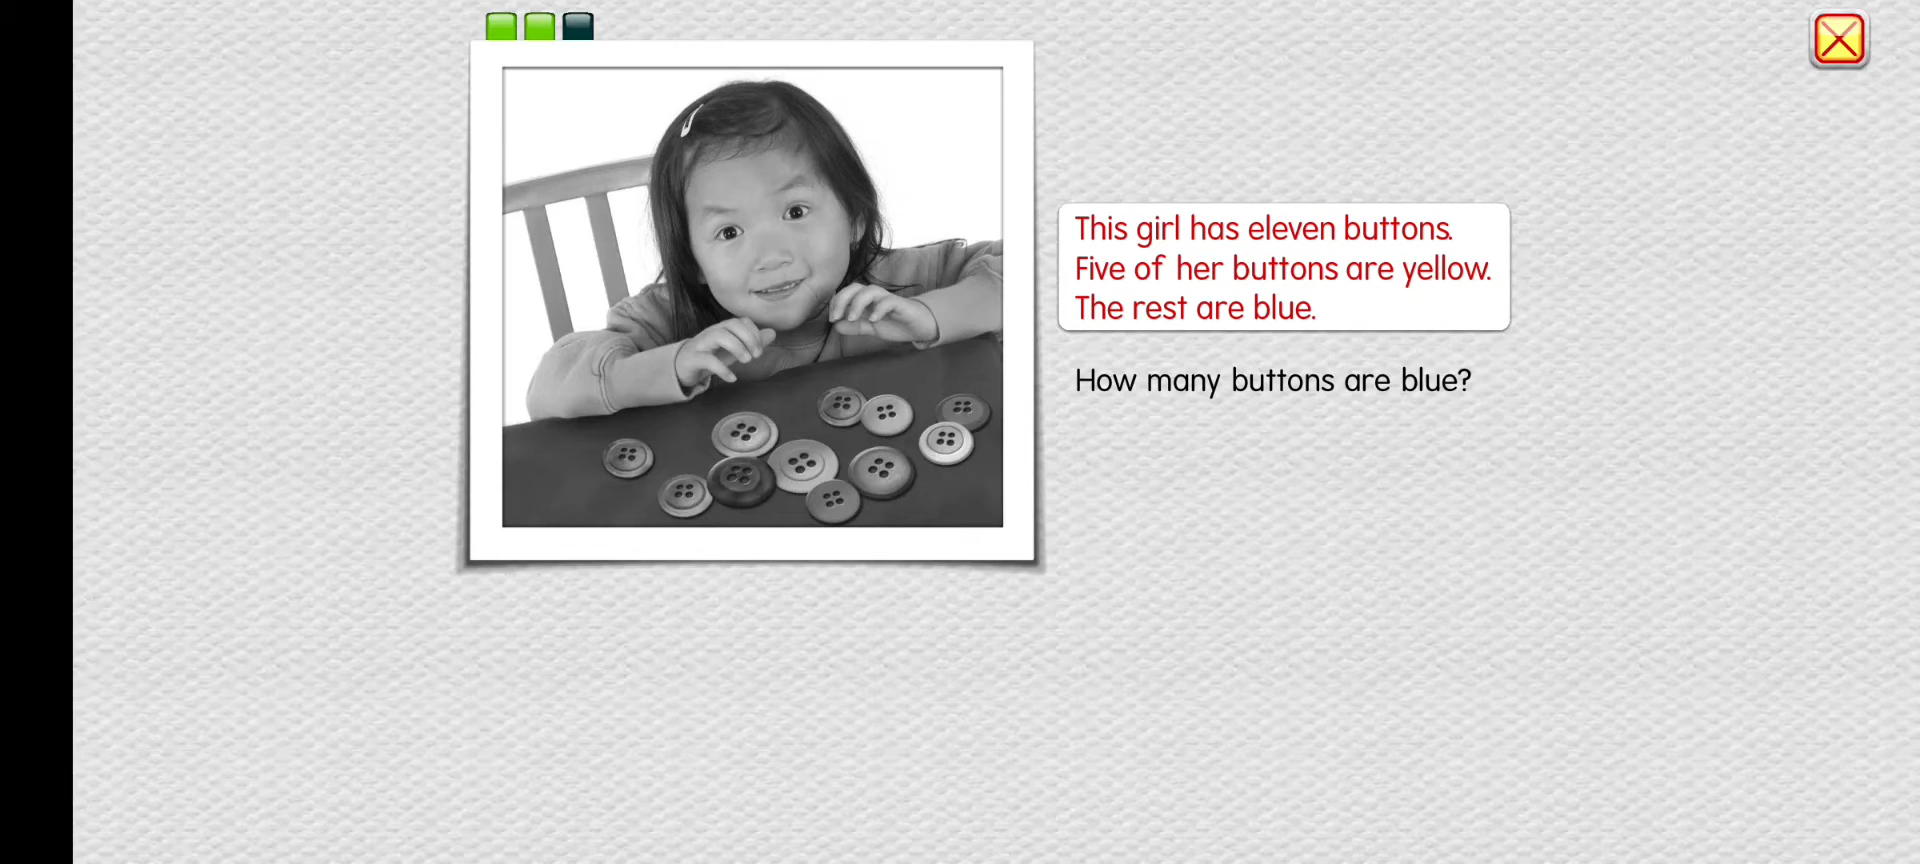 This girl has eleven buttons.
Five of her buttons are yellow.
The rest are blue.
How many buttons are blue?